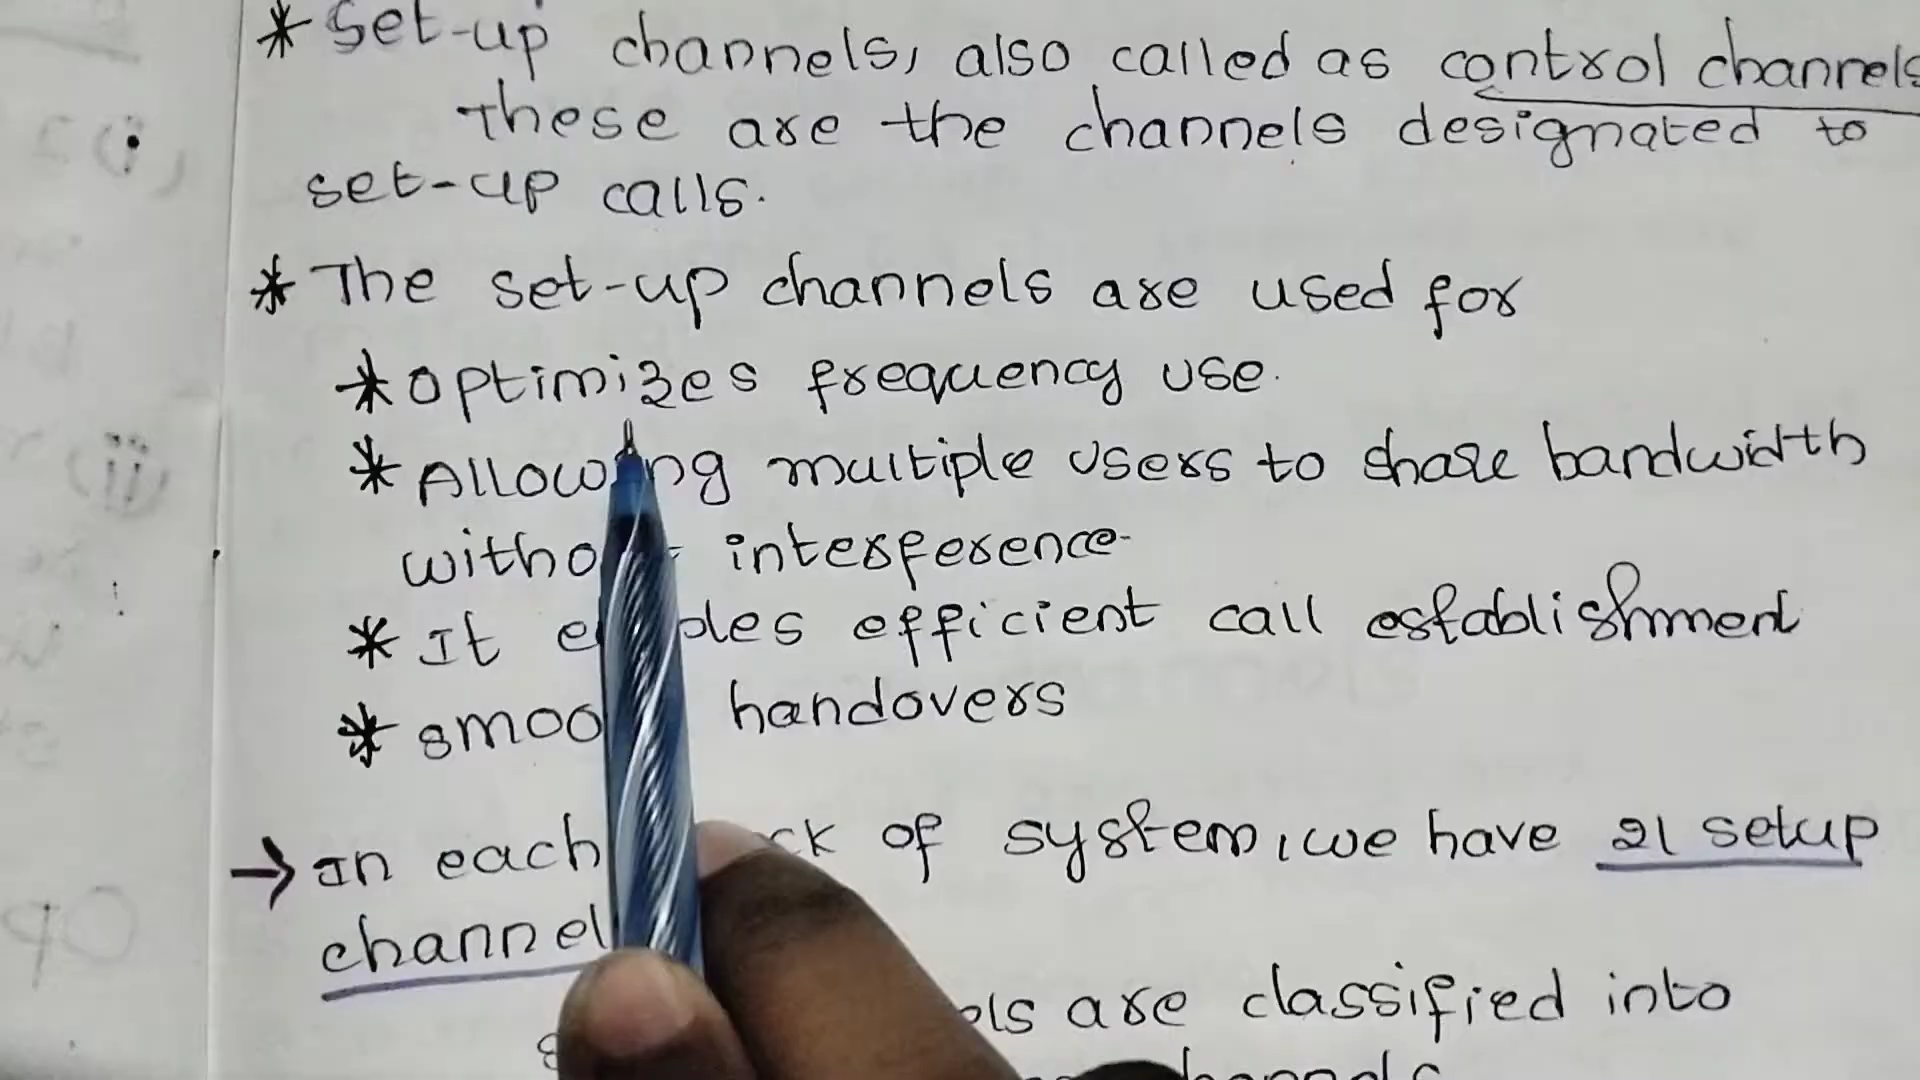 * Set-up channels, also called as control channels
These are the channels designated to
set-up calls.
* The set-up channels are used for
* optimizes frequency use.
* Allowing multiple users to share bandwidth
interference.
* It efficient call establishment
* handovers
→ In each of system, we have 21 setup
channel
are classified into